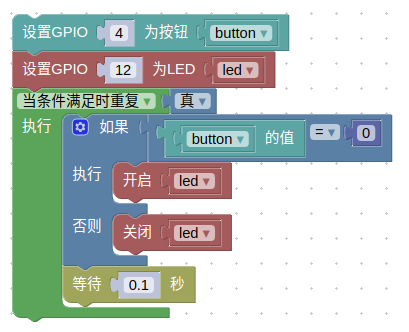 设置GPIO 4 为按钮 button
设置GPIO 12 为LED led
当条件满足时重复 真
执行 如果 button 的值 = 0
执行 开启 led
否则 关闭 led
等待 0.1 秒